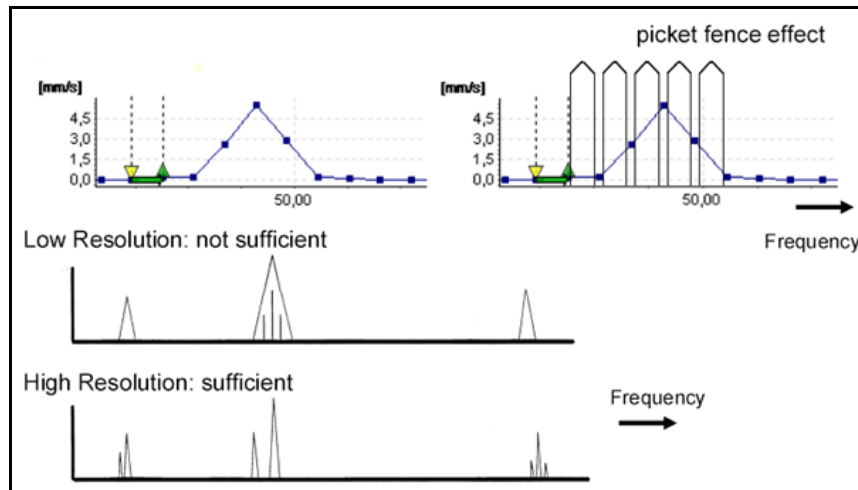 picket fence effect
[mm/s]
4,5
3,0
1,5
0,0
50,00
[mm/s]
4,5
3,0
1,5
0,0
50,00
Frequency
Low Resolution: not sufficient
High Resolution: sufficient
Frequency